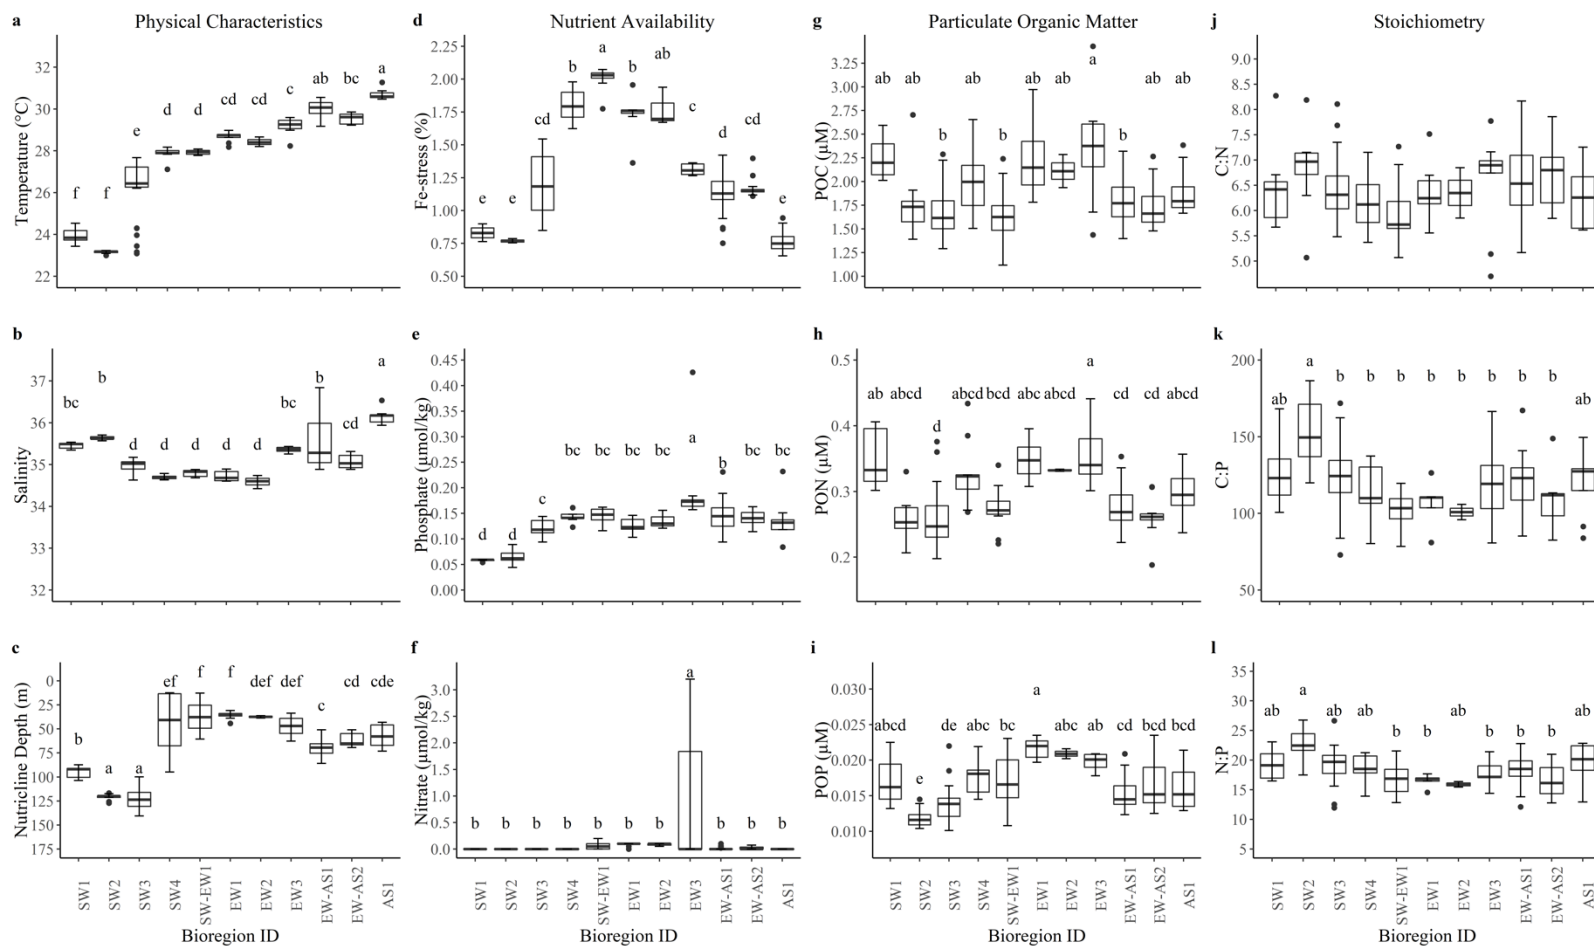 a Physical Characteristics
Temperature (°C)
32
30
28
26
24
22
f f e d d cd cd c ab bc a
b
Salinity
37
36
35
34
33
32
bc b d d d d d bc b cd a
c
Nutricline Depth (m)
0
25
50
75
100
125
150
175
b a a ef f f def def c cd cde
SW1 SW2 SW3 SW4 SW-EW1 EW1 EW2 EW3 EW-AS1 EW-AS2 AS1
Bioregion ID
d Nutrient Availability
Fe-stress (%)
2.25
2.00
1.75
1.50
1.25
1.00
0.75
0.50
e e cd b a b ab c d cd e
e
Phosphate (µmol/kg)
0.45
0.40
0.35
0.30
0.25
0.20
0.15
0.10
0.05
0.00
d d c bc bc bc bc a b bc bc
f
Nitrate (µmol/kg)
3.0
2.5
2.0
1.5
1.0
0.5
0.0
b b b b b b b a b b b
SW1 SW2 SW3 SW4 SW-EW1 EW1 EW2 EW3 EW-AS1 EW-AS2 AS1
Bioregion ID
g Particulate Organic Matter
POC (µM)
3.25
3.00
2.75
2.50
2.25
2.00
1.75
1.50
1.25
1.00
ab ab b ab b ab ab a b ab ab
h
PON (µM)
0.5
0.4
0.3
0.2
ab abcd d abcd bcd abc abcd a cd cd abcd
i
POP (µM)
0.030
0.025
0.020
0.015
0.010
abcd e de abc bc a abc ab cd bcd bcd
SW1 SW2 SW3 SW4 SW-EW1 EW1 EW2 EW3 EW-AS1 EW-AS2 AS1
Bioregion ID
j Stoichiometry
C:N
9.0
8.5
8.0
7.5
7.0
6.5
6.0
5.5
5.0
k
C:P
200
150
100
50
ab a b b b b b b b b ab
l
N:P
35
30
25
20
15
10
5
ab a ab ab b b ab b b b ab
SW1 SW2 SW3 SW4 SW-EW1 EW1 EW2 EW3 EW-AS1 EW-AS2 AS1
Bioregion ID